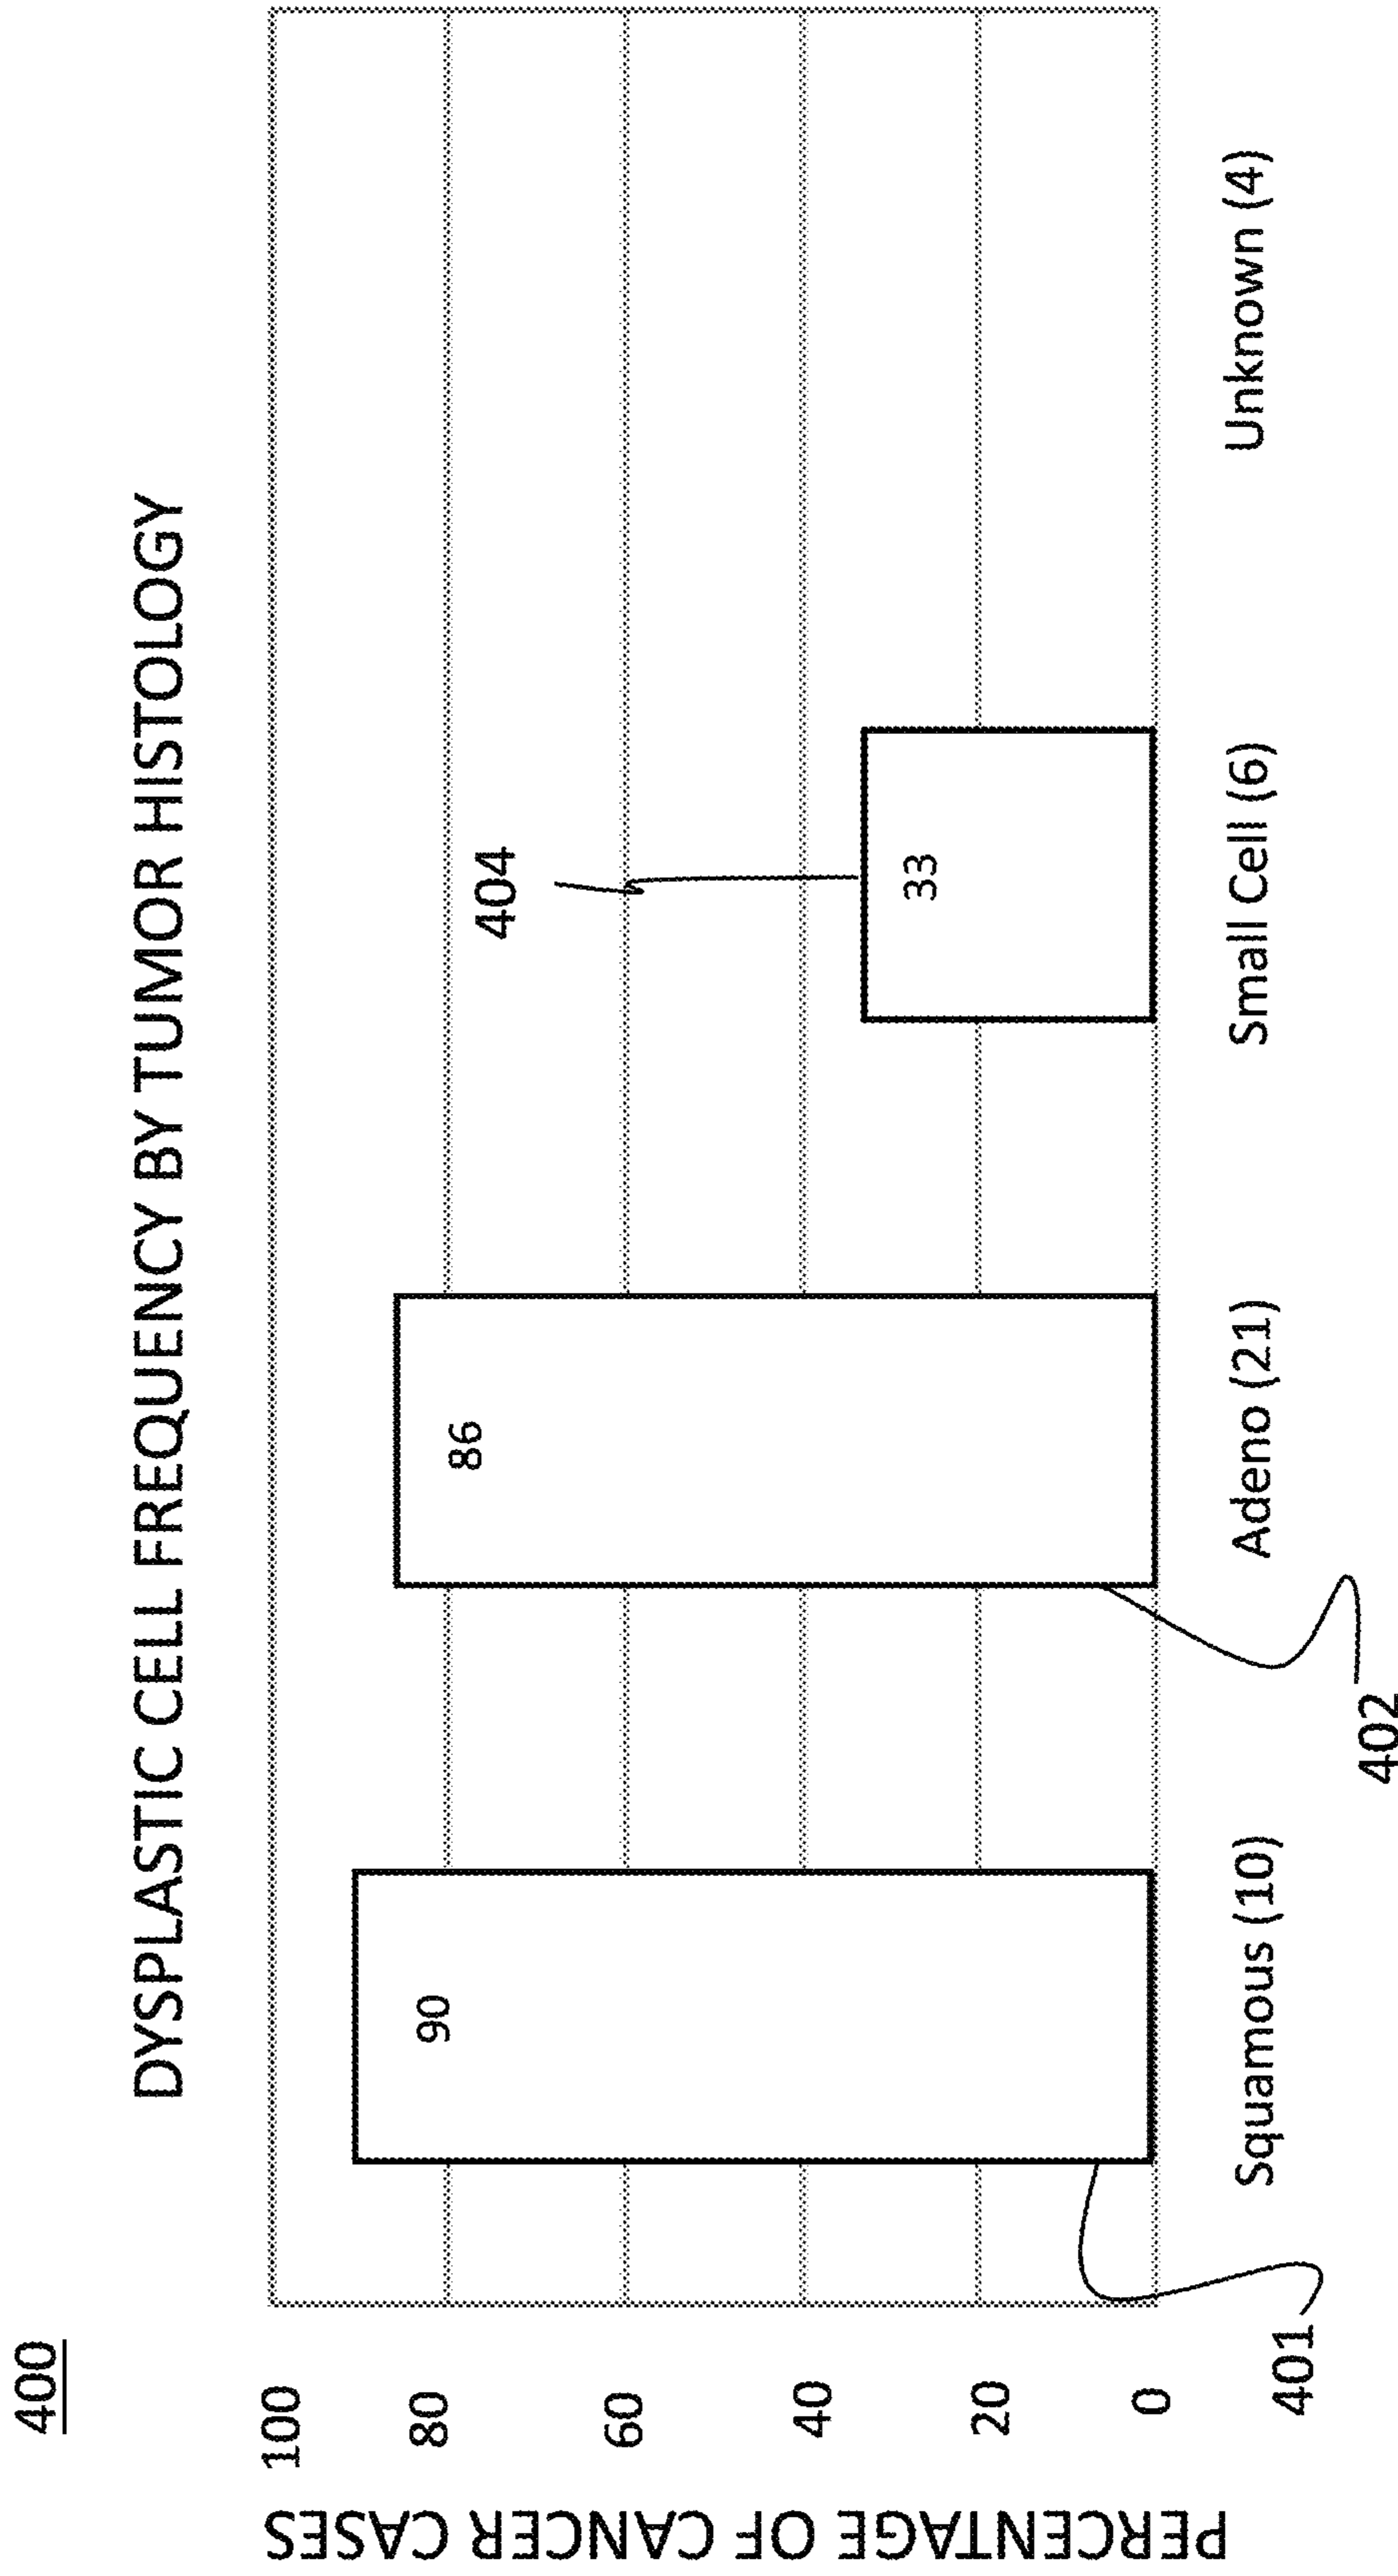 400
DYSPLASTIC CELL FREQUENCY BY TUMOR HISTOLOGY
PERCENTAGE OF CANCER CASES
100
80
60
40
20
0
90
86
33
404
401
402
Squamous (10)
Adeno (21)
Small Cell (6)
Unknown (4)